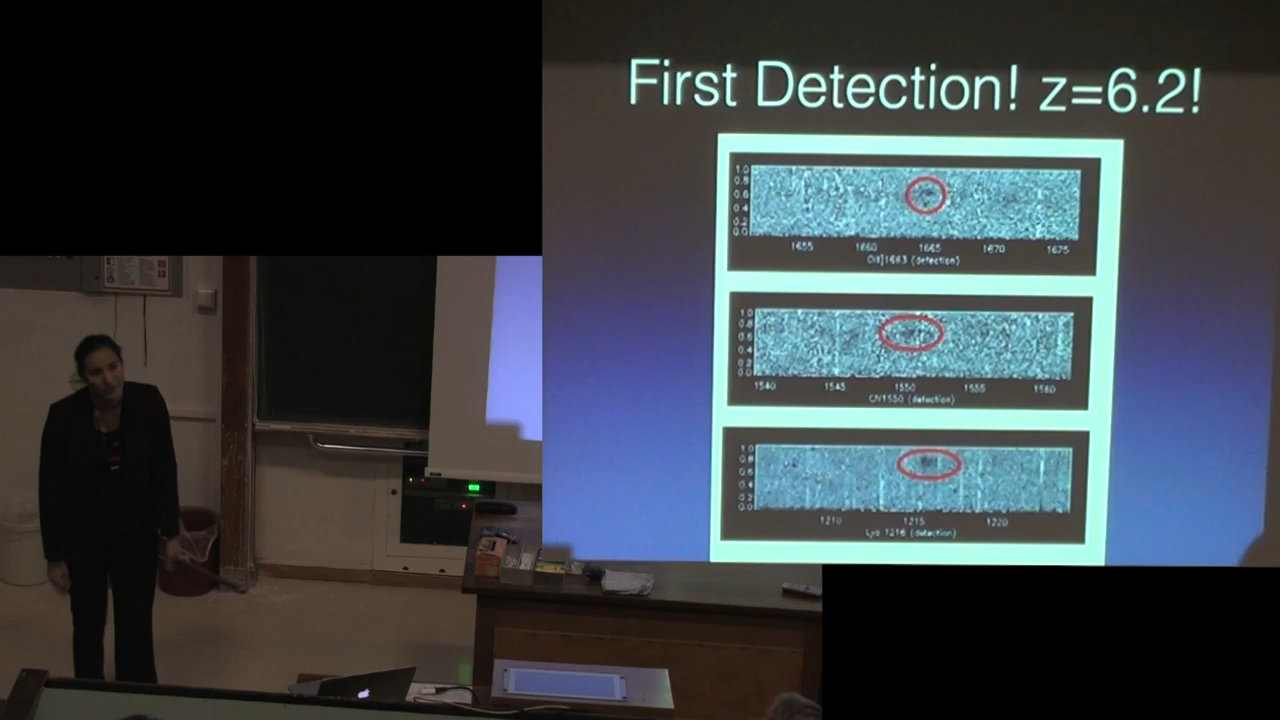 First Detection! z=6.2!
1.0
0.8
0.6
0.4
0.2
0.0
1655 1660 1665 1670 1675
OIII]1663 (detection)
1.0
0.8
0.6
0.4
0.2
0.0
1540 1545 1550 1555 1560
CIV1550 (detection)
1.0
0.8
0.6
0.4
0.2
0.0
1210 1215 1220
Lya 1216 (detection)